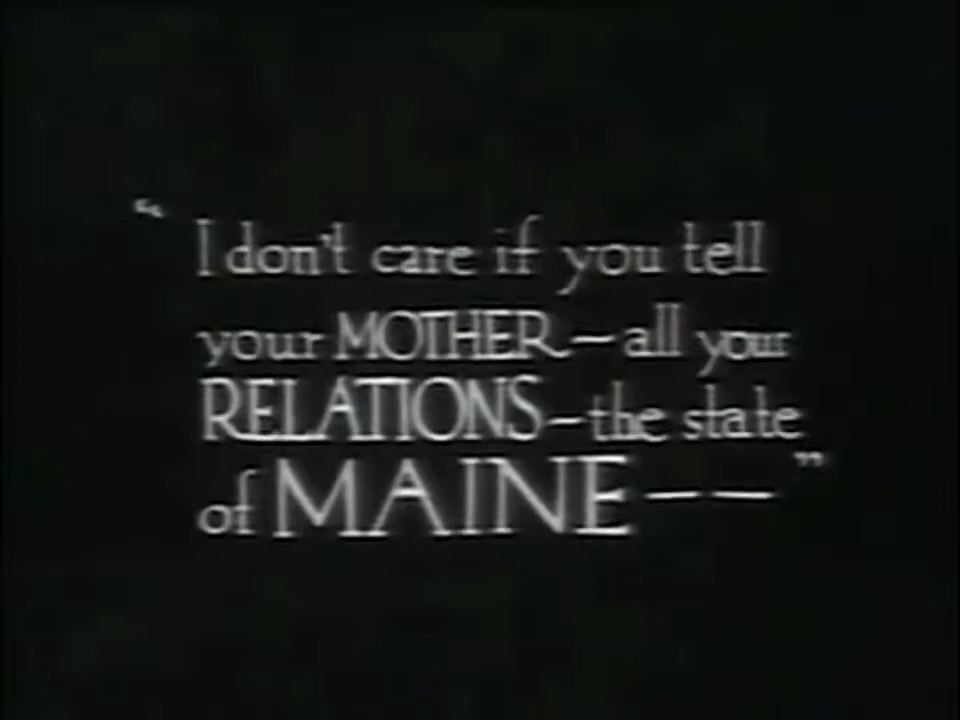 “I don't care if you tell
your MOTHER—all your
RELATIONS—the state
of MAINE— —”